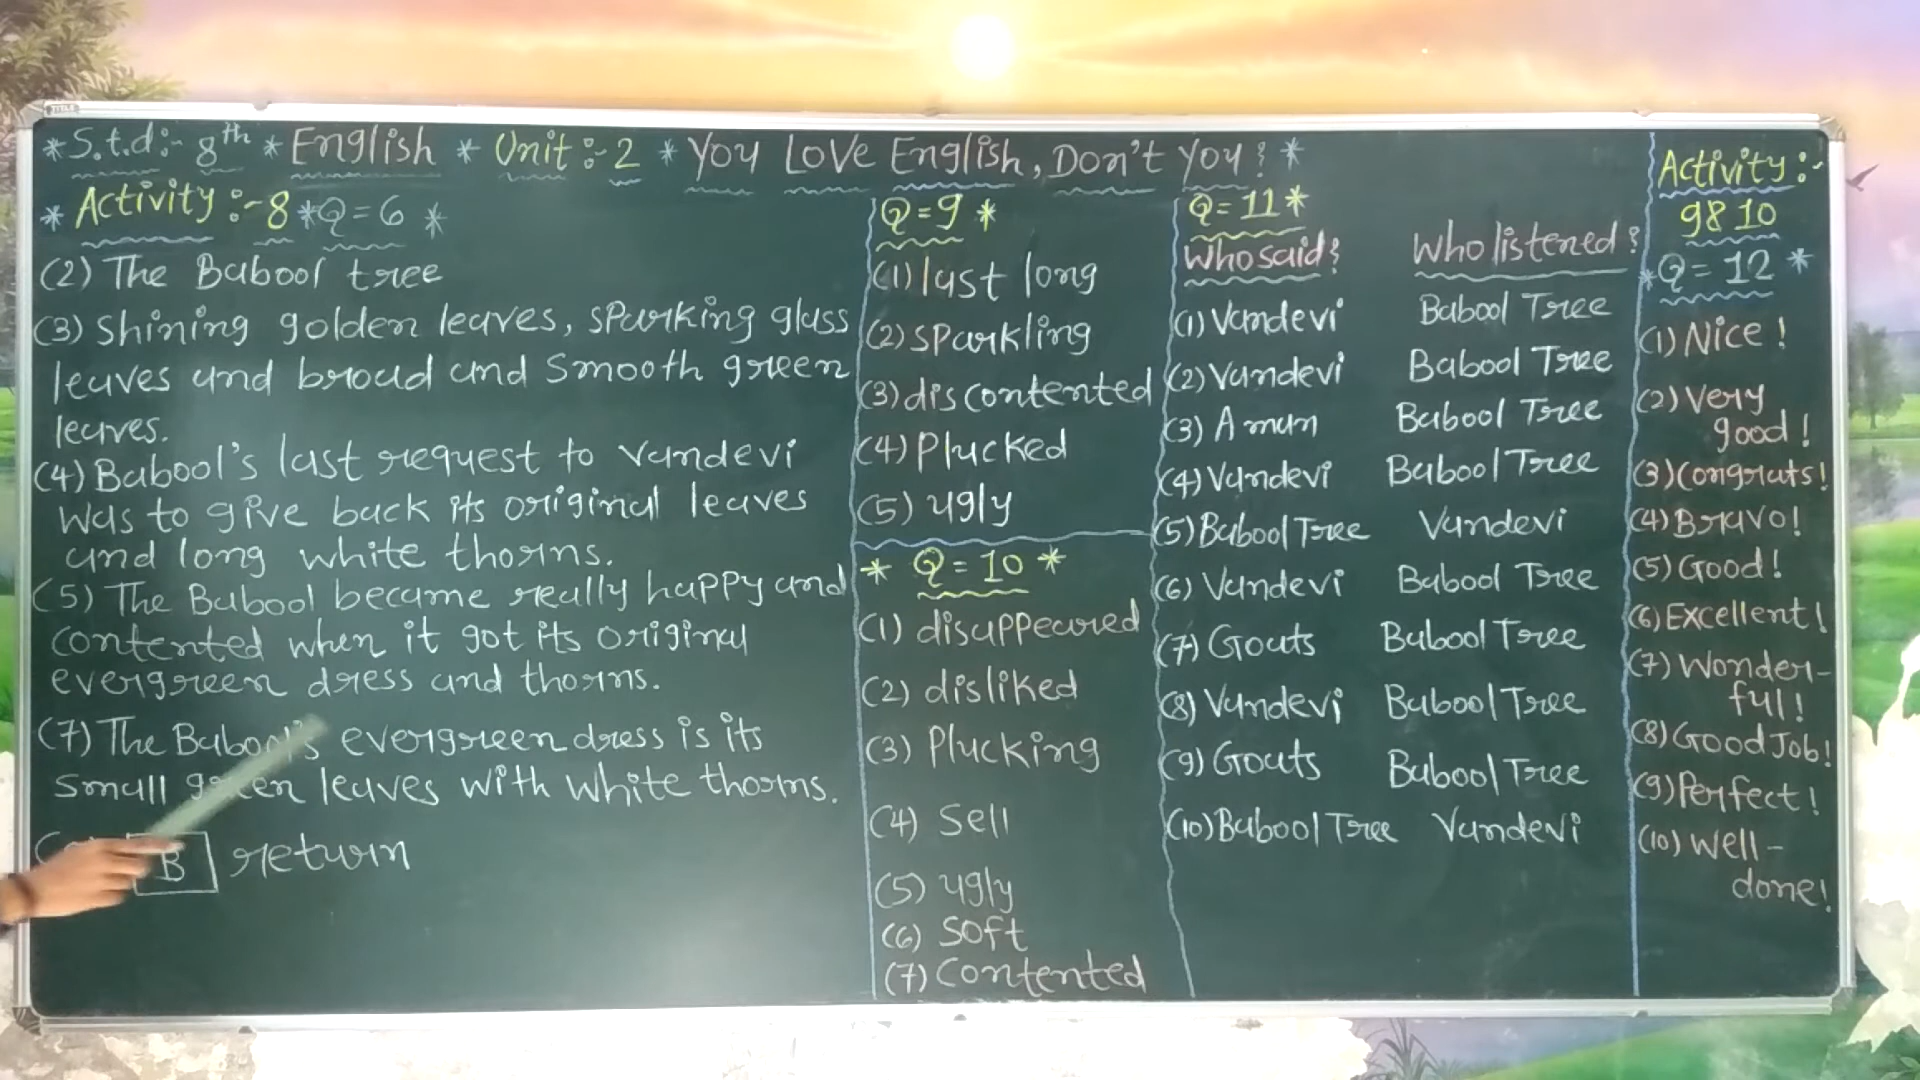 TITLE
*S.t.d:- 8th * English * Unit :- 2 * You Love English, Don't You? *
* Activity :- 8 * Q = 6 *
(2) The Babool tree
(3) Shining golden leaves, sparking glass
leaves and broad and smooth green
leaves.
(4) Babool's last request to Vandevi
was to give back its original leaves
and long white thorns.
(5) The Babool became really happy and
contented when it got its original
evergreen dress and thorns.
(7) The Babool's evergreen dress is its
small green leaves with white thorns.
B return
Q = 9 *
(1) last long
(2) sparkling
(3) discontented
(4) Plucked
(5) ugly
* Q = 10 *
(1) disappeared
(2) disliked
(3) Plucking
(4) Sell
(5) ugly
(6) Soft
(7) Contented
Q = 11 *
Who said? Who listened?
(1) Vandevi Babool Tree
(2) Vandevi Babool Tree
(3) A man Babool Tree
(4) Vandevi Babool Tree
(5) Babool Tree Vandevi
(6) Vandevi Babool Tree
(7) Goats Babool Tree
(8) Vandevi Babool Tree
(9) Goats Babool Tree
(10) Babool Tree Vandevi
Activity :-
9 & 10
* Q = 12 *
(1) Nice!
(2) Very
good!
(3) Congrats!
(4) Bravo!
(5) Good!
(6) Excellent!
(7) Wonder-
ful!
(8) Good Job!
(9) Perfect!
(10) Well-
done!